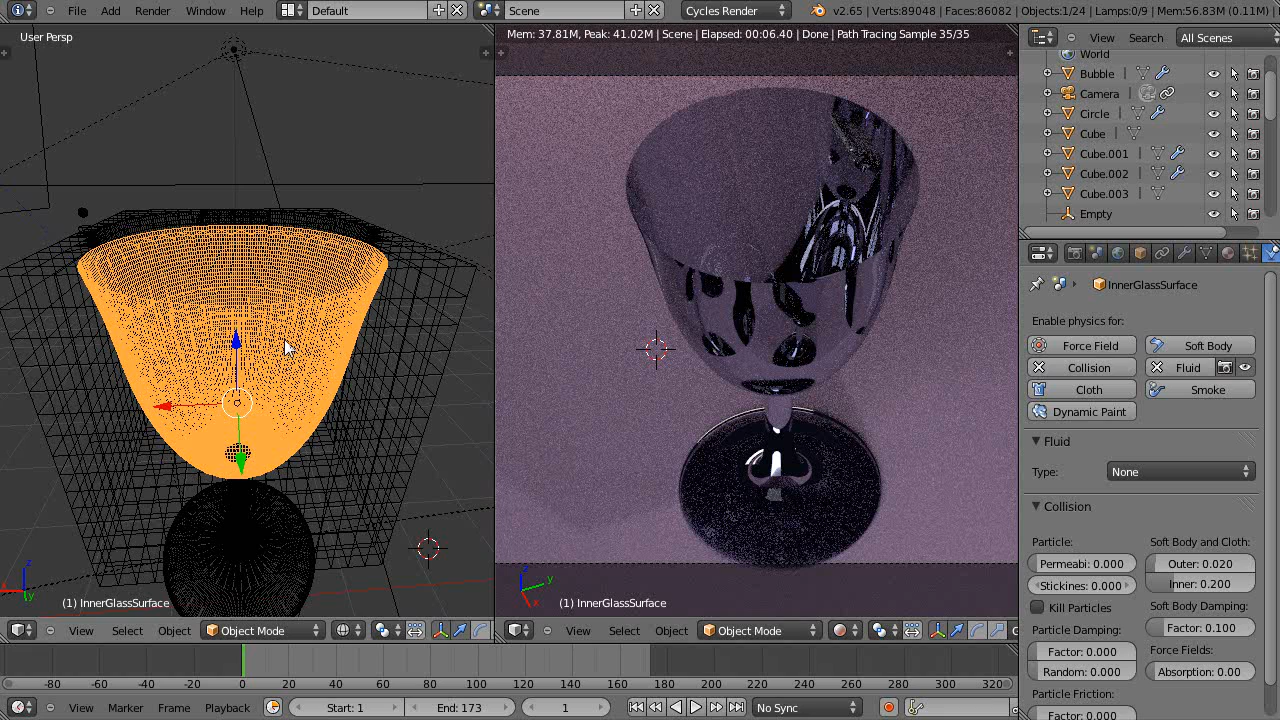 File Add Render Window Help Default Scene Cycles Render v2.65 | Verts:89048 | Faces:86082 | Objects:1/24 | Lamps:0/9 | Mem:56.83M (0.11M) |
User Persp
Mem: 37.81M, Peak: 41.02M | Scene | Elapsed: 00:06.40 | Done | Path Tracing Sample 35/35
View Search All Scenes
World
Bubble
Camera
Circle
Cube
Cube.001
Cube.002
Cube.003
Empty
InnerGlassSurface
Enable physics for:
Force Field Soft Body
Collision Fluid
Cloth Smoke
Dynamic Paint
Fluid
Type: None
Collision
Particle: Soft Body and Cloth:
Permeabi: 0.000 Outer: 0.020
Stickines: 0.000 Inner: 0.200
Kill Particles Soft Body Damping:
Particle Damping: Factor: 0.100
Factor: 0.000 Force Fields:
Random: 0.000 Absorption: 0.00
Particle Friction:
Factor: 0.000
z
y
x
z
y
(1) InnerGlassSurface
(1) InnerGlassSurface
View Select Object Object Mode
View Select Object Object Mode
-80 -60 -40 -20 0 20 40 60 80 100 120 140 160 180 200 220 240 260 280 300 320
View Marker Frame Playback Start: 1 End: 173 1 No Sync